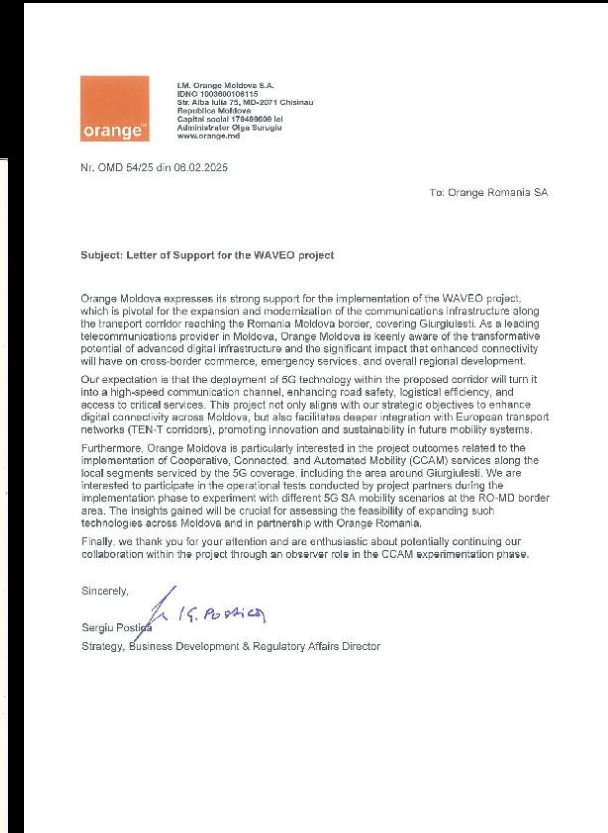 orange™
I.M. Orange Moldova S.A.
IDNO 1003600106115
Str. Alba Iulia 75, MD-2071 Chisinau
Republica Moldova
Capital social 179499609 lei
Administrator Olga Surugiu
www.orange.md
Nr. OMD 54/25 din 06.02.2025
To: Orange Romania SA
Subject: Letter of Support for the WAVEO project
Orange Moldova expresses its strong support for the implementation of the WAVEO project,
which is pivotal for the expansion and modernization of the communications infrastructure along
the transport corridor reaching the Romania Moldova border, covering Giurgiulesti. As a leading
telecommunications provider in Moldova, Orange Moldova is keenly aware of the transformative
potential of advanced digital infrastructure and the significant impact that enhanced connectivity
will have on cross-border commerce, emergency services, and overall regional development.
Our expectation is that the deployment of 5G technology within the proposed corridor will turn it
into a high-speed communication channel, enhancing road safety, logistical efficiency, and
access to critical services. This project not only aligns with our strategic objectives to enhance
digital connectivity across Moldova, but also facilitates deeper integration with European transport
networks (TEN-T corridors), promoting innovation and sustainability in future mobility systems.
Furthermore, Orange Moldova is particularly interested in the project outcomes related to the
implementation of Cooperative, Connected, and Automated Mobility (CCAM) services along the
local segments serviced by the 5G coverage, including the area around Giurgiulesti. We are
interested to participate in the operational tests conducted by project partners during the
implementation phase to experiment with different 5G SA mobility scenarios at the RO-MD border
area. The insights gained will be crucial for assessing the feasibility of expanding such
technologies across Moldova and in partnership with Orange Romania.
Finally, we thank you for your attention and are enthusiastic about potentially continuing our
collaboration within the project through an observer role in the CCAM experimentation phase.
Sincerely,
Sergiu Postica
Strategy, Business Development & Regulatory Affairs Director